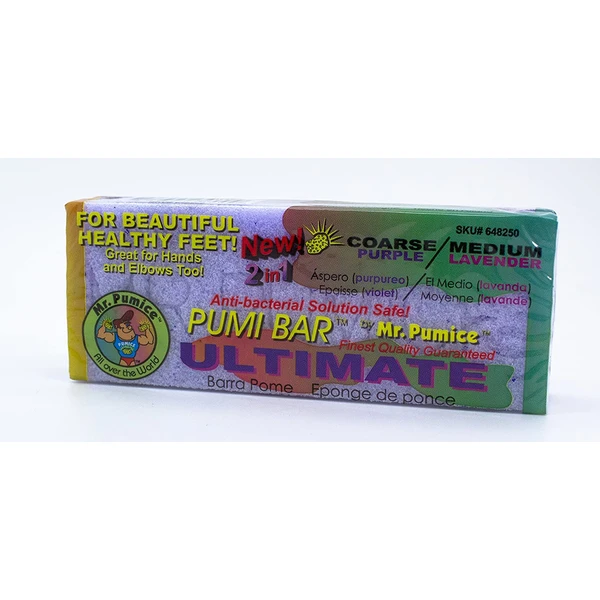 FOR BEAUTIFUL
HEALTHY FEET!
Great for Hands
and Elbows Too!
Mr. Pumice™
PUMICE
All over the World
New!
2 in 1
SKU# 648250
COARSE / MEDIUM
PURPLE LAVENDER
Áspero (purpureo) / El Medio (lavanda)
Epaisse (violet) Moyenne (lavande)
Anti-bacterial Solution Safe!
PUMI BAR™ by Mr. Pumice™
Finest Quality Guaranteed
ULTIMATE
Barra Pome Eponge de ponce